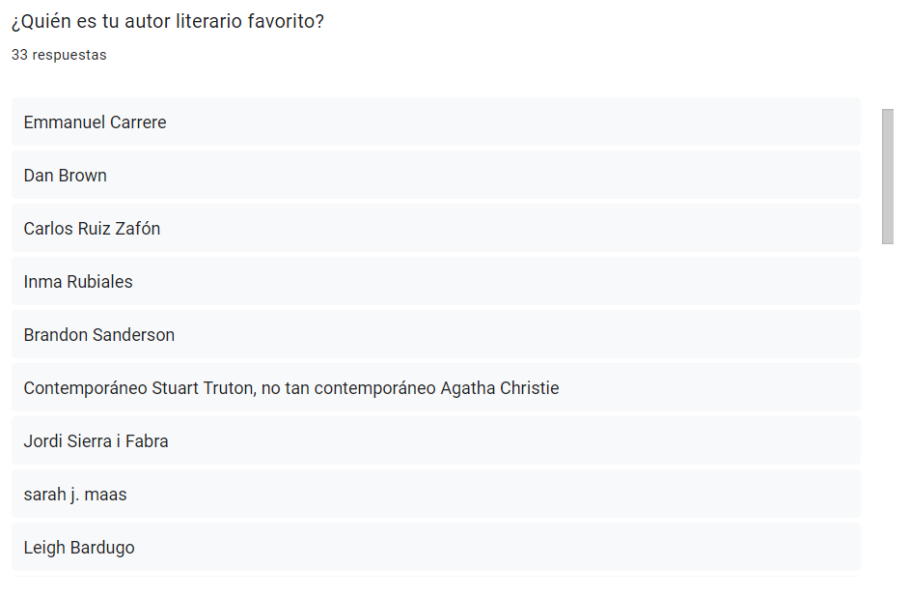 ¿Quién es tu autor literario favorito?
33 respuestas
Emmanuel Carrere
Dan Brown
Carlos Ruiz Zafón
Inma Rubiales
Brandon Sanderson
Contemporáneo Stuart Truton, no tan contemporáneo Agatha Christie
Jordi Sierra i Fabra
sarah j. maas
Leigh Bardugo